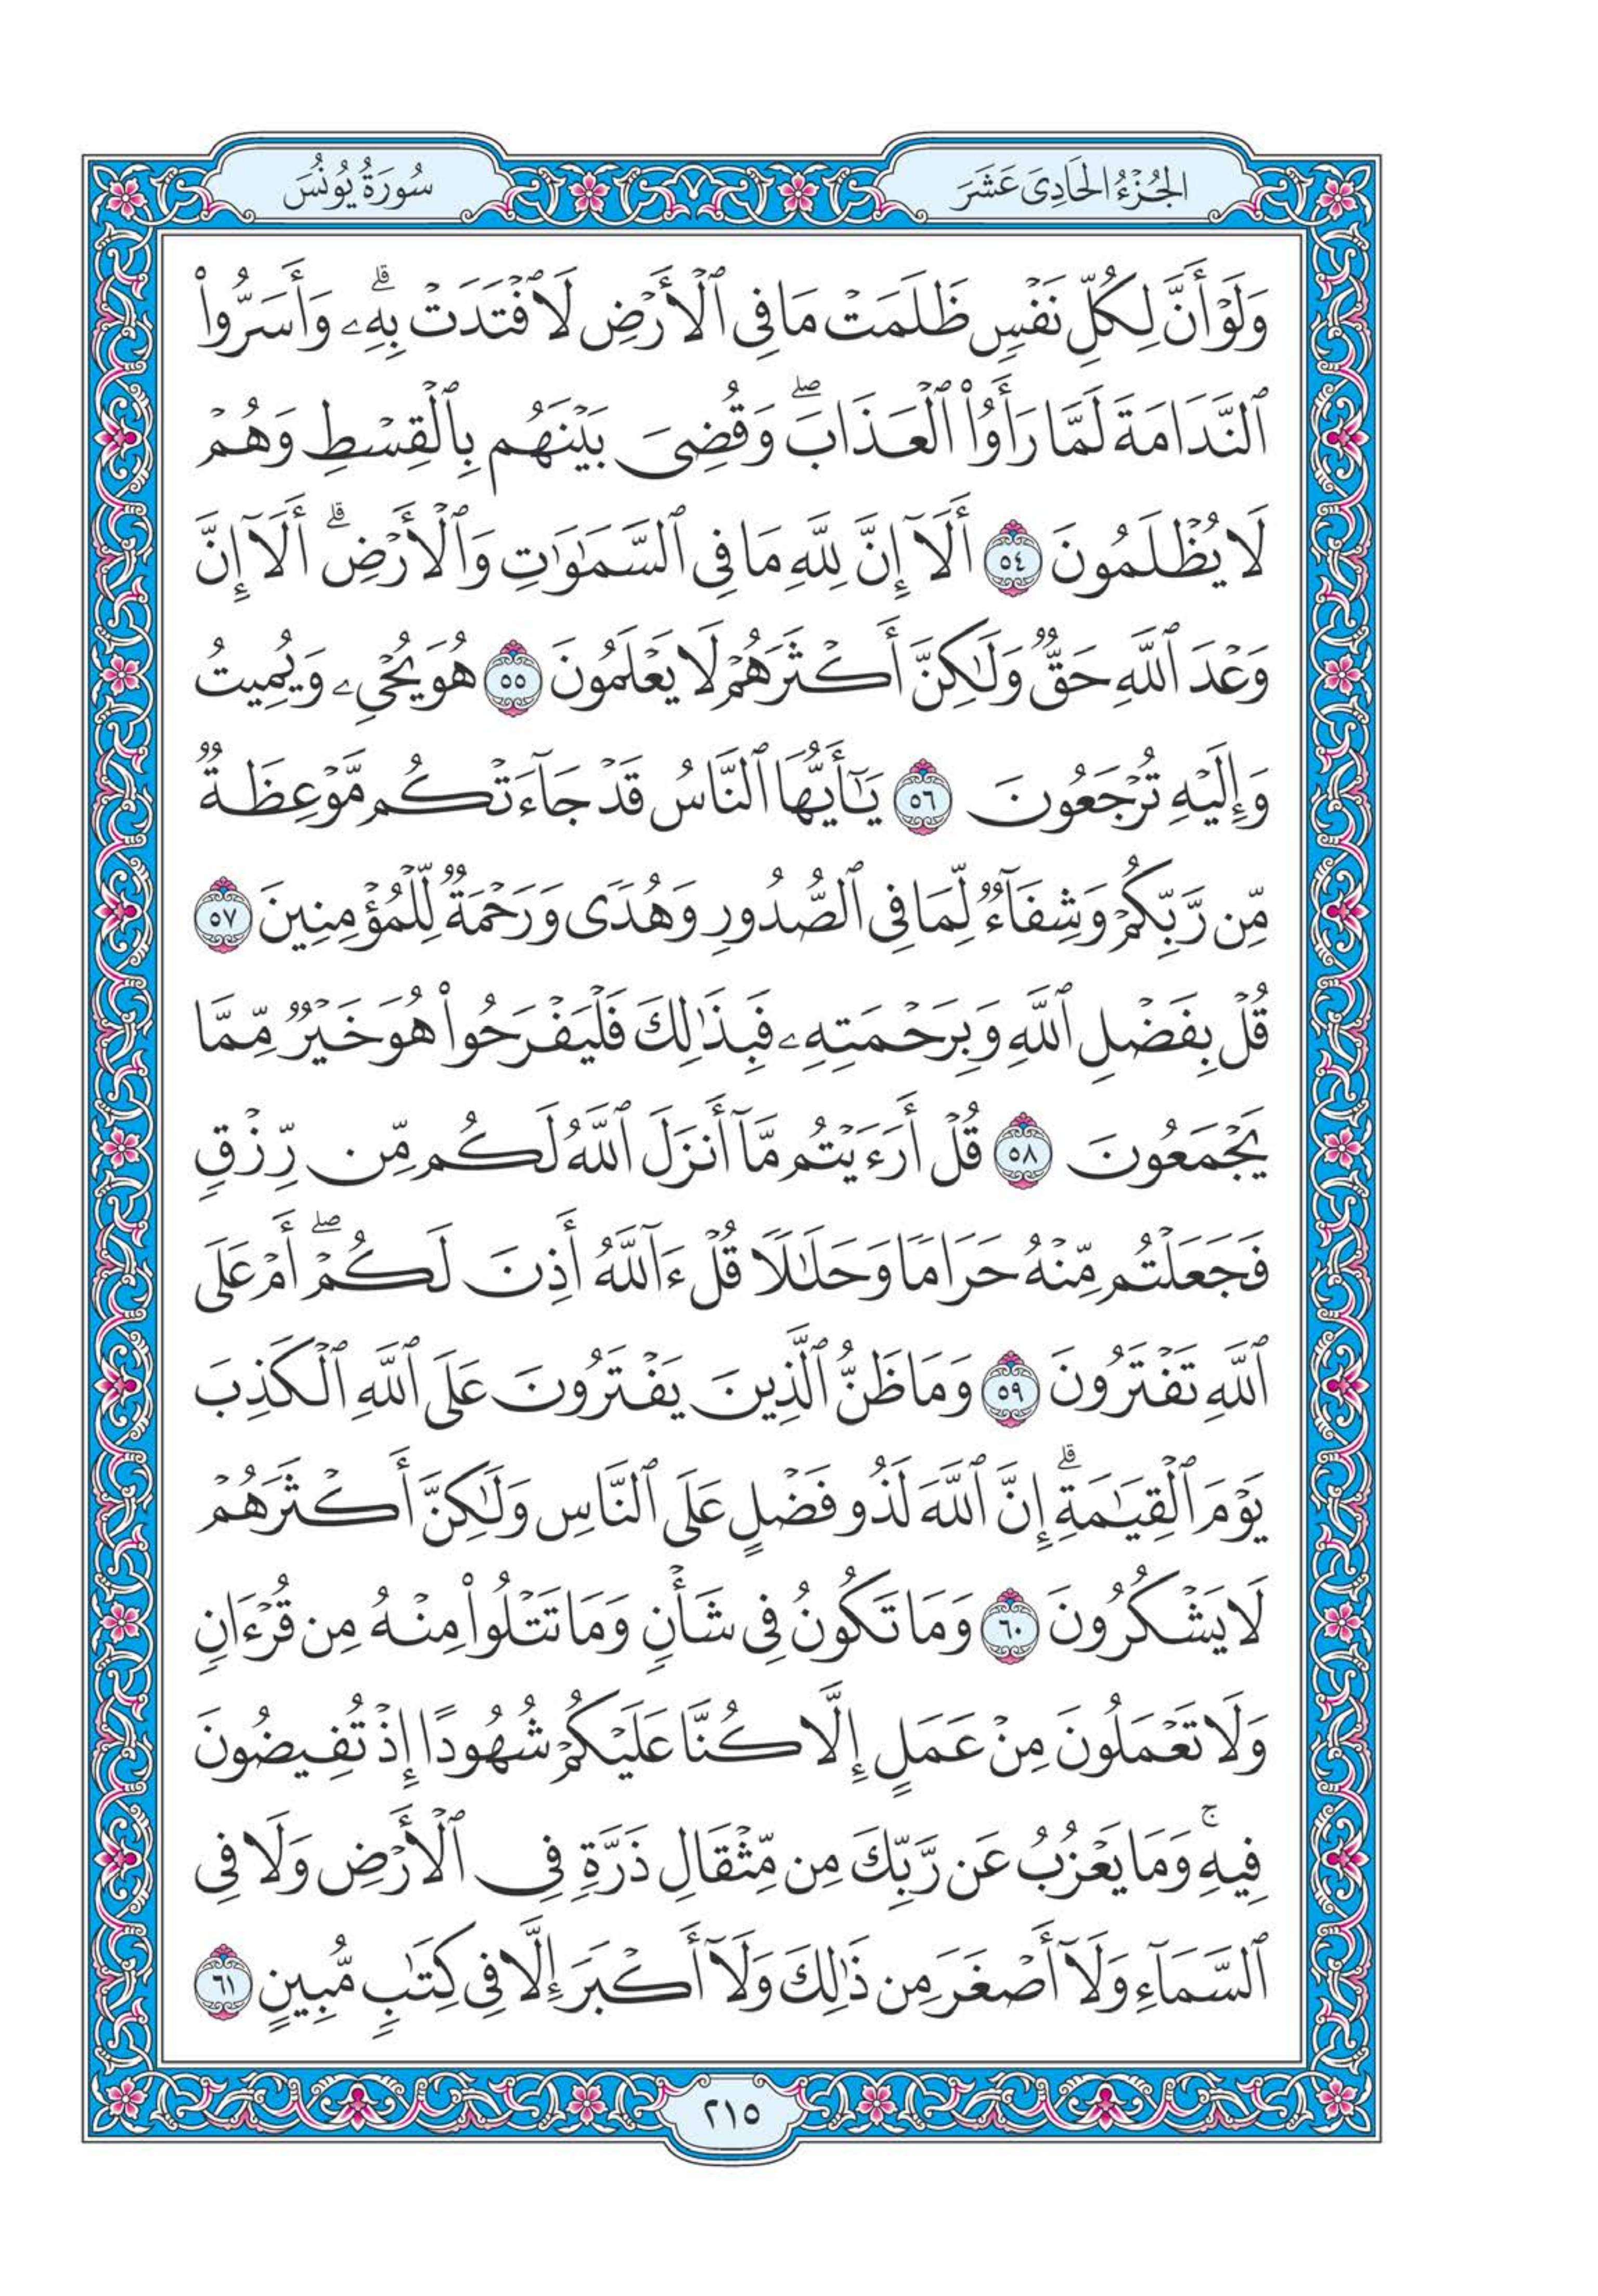 الجُزْءُ الحَادِىَ عَشَرَ
سُورَةُ يُونُسَ
وَلَوْ أَنَّ لِكُلِّ نَفْسٍ ظَلَمَتْ مَا فِى ٱلْأَرْضِ لَٱفْتَدَتْ بِهِۦۗ وَأَسَرُّوا۟
ٱلنَّدَامَةَ لَمَّا رَأَوُا۟ ٱلْعَذَابَۖ وَقُضِىَ بَيْنَهُم بِٱلْقِسْطِ وَهُمْ
لَا يُظْلَمُونَ ٥٤ أَلَآ إِنَّ لِلَّهِ مَا فِى ٱلسَّمَٰوَٰتِ وَٱلْأَرْضِۗ أَلَآ إِنَّ
وَعْدَ ٱللَّهِ حَقٌّ وَلَٰكِنَّ أَكْثَرَهُمْ لَا يَعْلَمُونَ ٥٥ هُوَ يُحْىِۦ وَيُمِيتُ
وَإِلَيْهِ تُرْجَعُونَ ٥٦ يَٰٓأَيُّهَا ٱلنَّاسُ قَدْ جَآءَتْكُم مَّوْعِظَةٌ
مِّن رَّبِّكُمْ وَشِفَآءٌ لِّمَا فِى ٱلصُّدُورِ وَهُدًى وَرَحْمَةٌ لِّلْمُؤْمِنِينَ ٥٧
قُلْ بِفَضْلِ ٱللَّهِ وَبِرَحْمَتِهِۦ فَبِذَٰلِكَ فَلْيَفْرَحُوا۟ هُوَ خَيْرٌ مِّمَّا
يَجْمَعُونَ ٥٨ قُلْ أَرَءَيْتُم مَّآ أَنزَلَ ٱللَّهُ لَكُم مِّن رِّزْقٍ
فَجَعَلْتُم مِّنْهُ حَرَامًا وَحَلَٰلًا قُلْ ءَآللَّهُ أَذِنَ لَكُمْۖ أَمْ عَلَى
ٱللَّهِ تَفْتَرُونَ ٥٩ وَمَا ظَنُّ ٱلَّذِينَ يَفْتَرُونَ عَلَى ٱللَّهِ ٱلْكَذِبَ
يَوْمَ ٱلْقِيَٰمَةِۗ إِنَّ ٱللَّهَ لَذُو فَضْلٍ عَلَى ٱلنَّاسِ وَلَٰكِنَّ أَكْثَرَهُمْ
لَا يَشْكُرُونَ ٦٠ وَمَا تَكُونُ فِى شَأْنٍ وَمَا تَتْلُوا۟ مِنْهُ مِن قُرْءَانٍ
وَلَا تَعْمَلُونَ مِنْ عَمَلٍ إِلَّا كُنَّا عَلَيْكُمْ شُهُودًا إِذْ تُفِيضُونَ
فِيهِۚ وَمَا يَعْزُبُ عَن رَّبِّكَ مِن مِّثْقَالِ ذَرَّةٍ فِى ٱلْأَرْضِ وَلَا فِى
ٱلسَّمَآءِ وَلَآ أَصْغَرَ مِن ذَٰلِكَ وَلَآ أَكْبَرَ إِلَّا فِى كِتَٰبٍ مُّبِينٍ ٦١
٢١٥